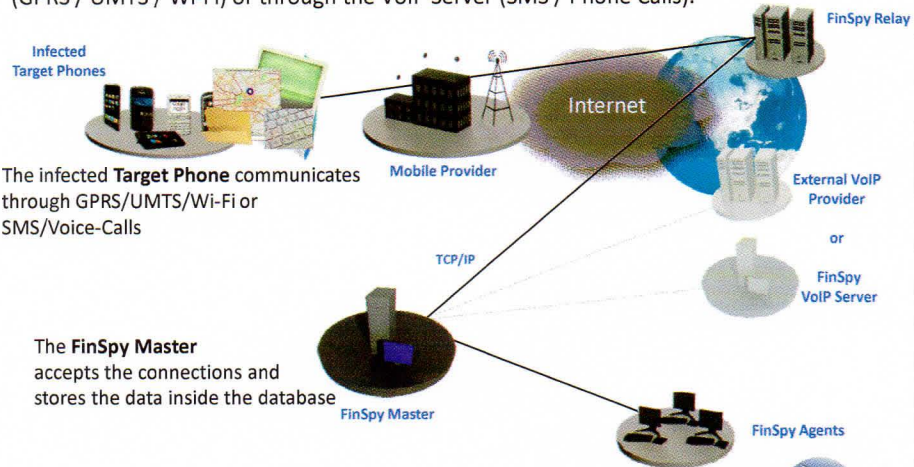 (GPRS / UMTS / Wi-Fi) or through the VoIP Server (SMS / Phone Calls).
FinSpy Relay
Infected
Target Phones
Internet
Mobile Provider
The infected Target Phone communicates
through GPRS/UMTS/Wi-Fi or
SMS/Voice-Calls
External VoIP
Provider
or
FinSpy
VoIP Server
TCP/IP
The FinSpy Master
accepts the connections and
stores the data inside the database
FinSpy Master
FinSpy Agents